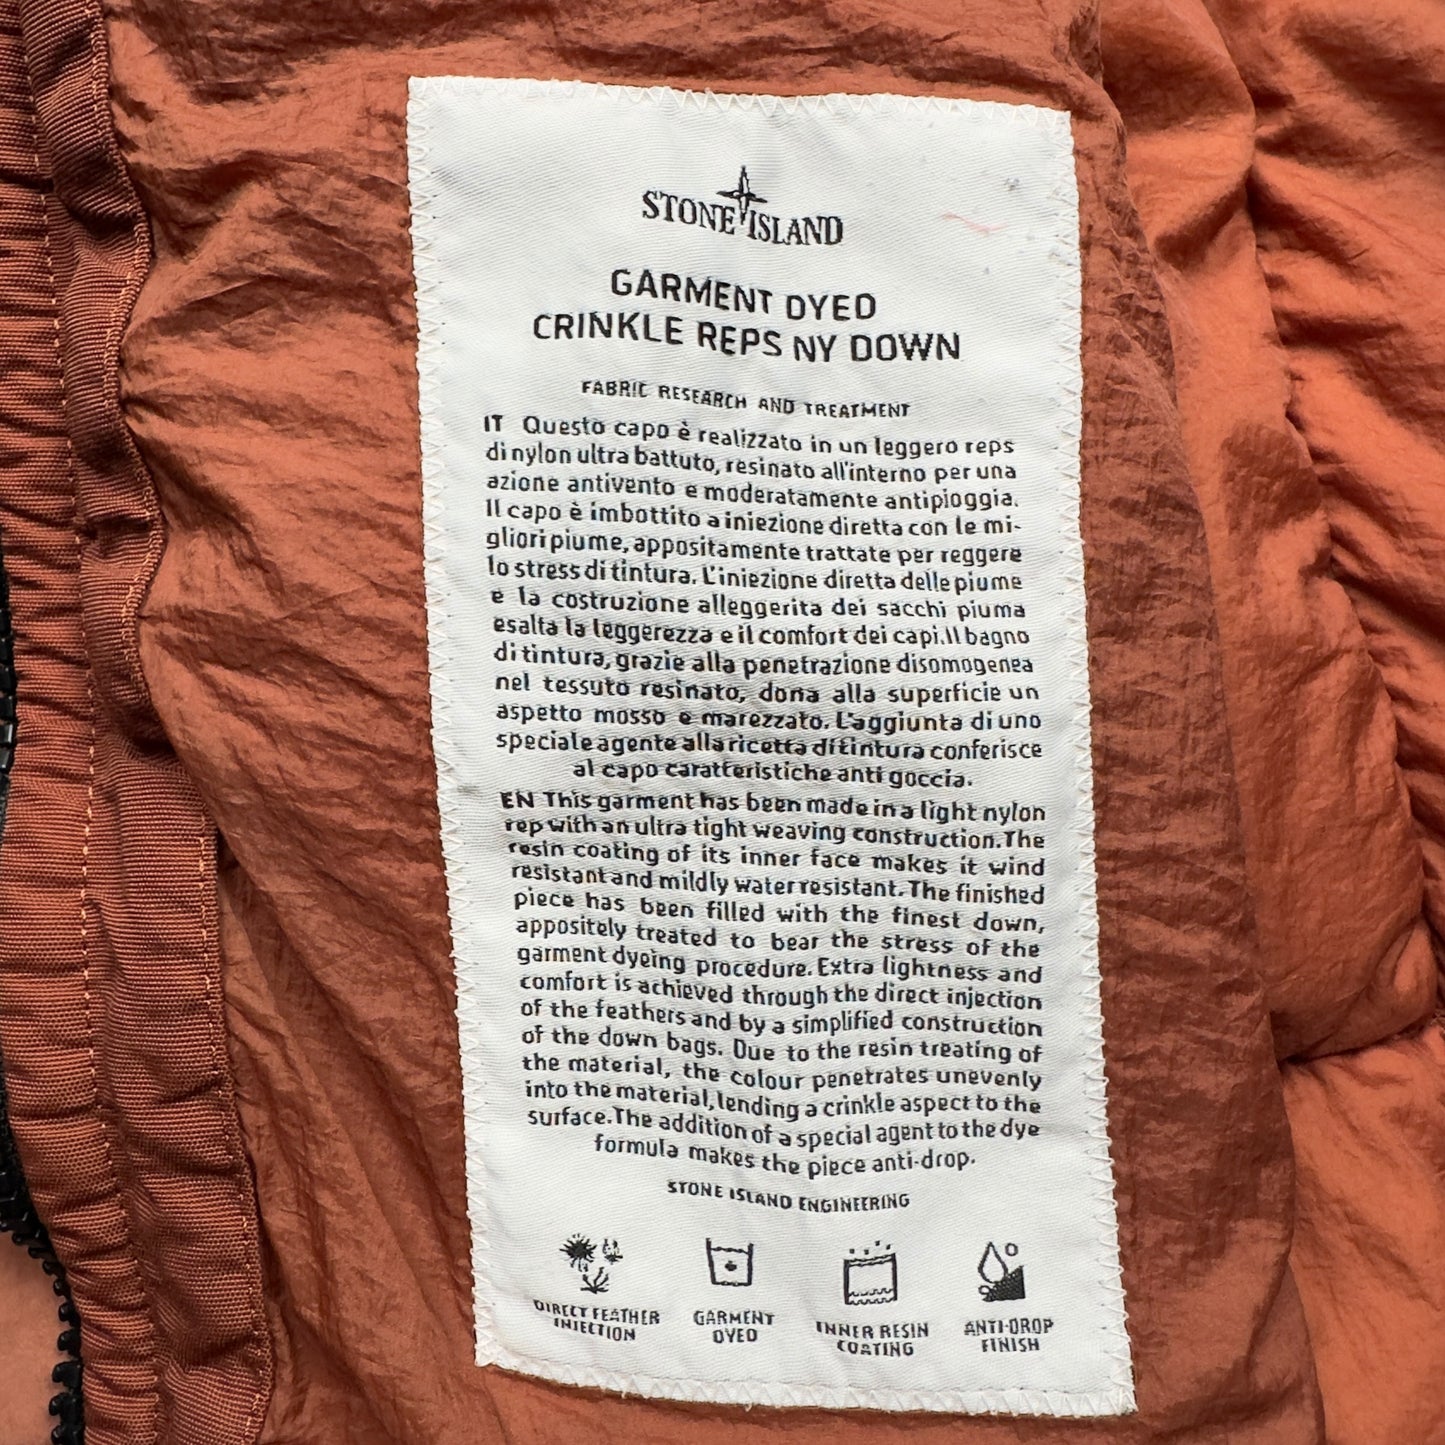 STONE ISLAND
GARMENT DYED
CRINKLE REPS NY DOWN
FABRIC RESEARCH AND TREATMENT
IT Questo capo è realizzato in un leggero reps
di nylon ultra battuto, resinato all'interno per una
azione antivento e moderatamente antipioggia.
Il capo è imbottito a iniezione diretta con le mi-
gliori piume, appositamente trattate per reggere
lo stress di tintura. L'iniezione diretta delle piume
e la costruzione alleggerita dei sacchi piuma
esalta la leggerezza e il comfort dei capi. Il bagno
di tintura, grazie alla penetrazione disomogenea
nel tessuto resinato, dona alla superficie un
aspetto mosso e marezzato. L'aggiunta di uno
speciale agente alla ricetta di tintura conferisce
al capo caratteristiche anti goccia.
EN This garment has been made in a light nylon
rep with an ultra tight weaving construction. The
resin coating of its inner face makes it wind
resistant and mildly water resistant. The finished
piece has been filled with the finest down,
appositely treated to bear the stress of the
garment dyeing procedure. Extra lightness and
comfort is achieved through the direct injection
of the feathers and by a simplified construction
of the down bags. Due to the resin treating of
the material, the colour penetrates unevenly
into the material, lending a crinkle aspect to the
surface. The addition of a special agent to the dye
formula makes the piece anti-drop.
STONE ISLAND ENGINEERING
DIRECT FEATHER
INJECTION
GARMENT
DYED
INNER RESIN
COATING
ANTI-DROP
FINISH